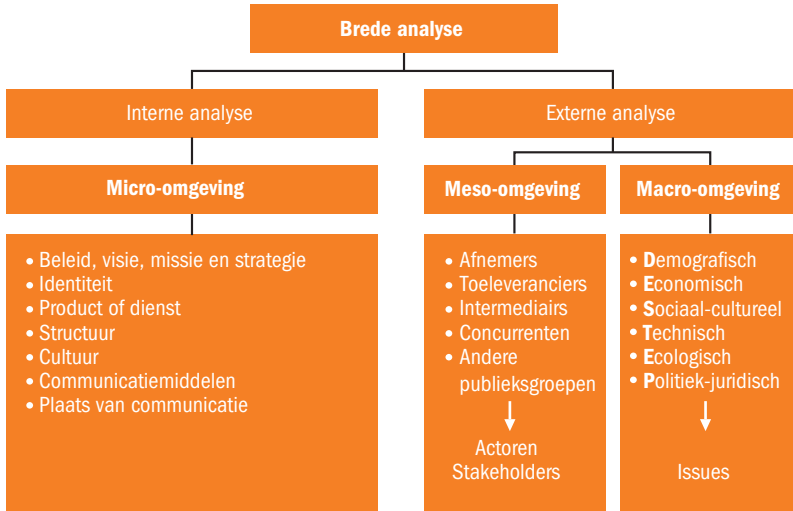 Brede analyse
Interne analyse
Micro-omgeving
• Beleid, visie, missie en strategie
• Identiteit
• Product of dienst
• Structuur
• Cultuur
• Communicatiemiddelen
• Plaats van communicatie
Externe analyse
Meso-omgeving
• Afnemers
• Toeleveranciers
• Intermediairs
• Concurrenten
• Andere
publieksgroepen
Actoren
Stakeholders
Macro-omgeving
• Demografisch
• Economisch
• Sociaal-cultureel
• Technisch
• Ecologisch
• Politiek-juridisch
Issues